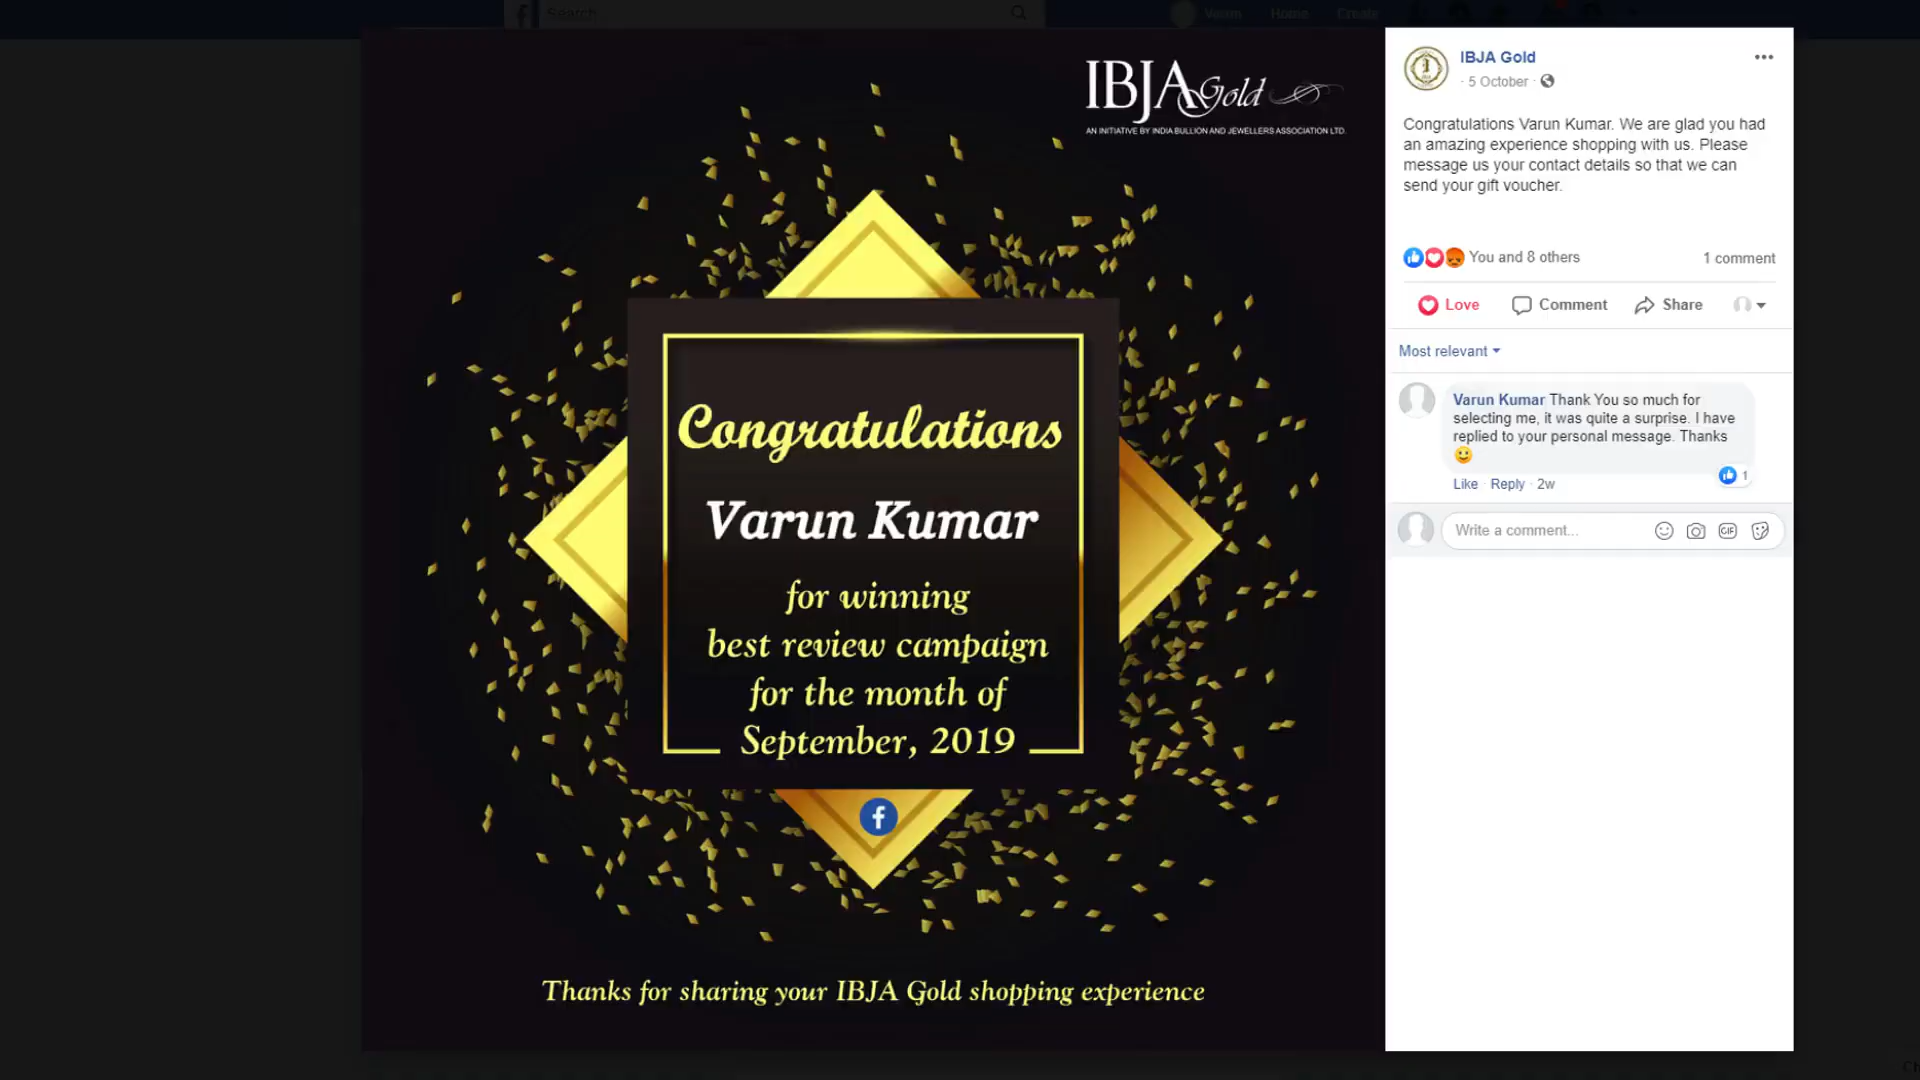 Search
Home
Create
IBJA Gold
AN INITIATIVE BY INDIA BULLION AND JEWELLERS ASSOCIATION LTD.
Congratulations
Varun Kumar
for winning
best review campaign
for the month of
September, 2019
Thanks for sharing your IBJA Gold shopping experience
IBJA Gold
· 5 October ·
Congratulations Varun Kumar. We are glad you had
an amazing experience shopping with us. Please
message us your contact details so that we can
send your gift voucher.
You and 8 others
1 comment
Love
Comment
Share
Most relevant
Varun Kumar Thank You so much for
selecting me, it was quite a surprise. I have
replied to your personal message. Thanks
1
Like · Reply · 2w
Write a comment...
GIF